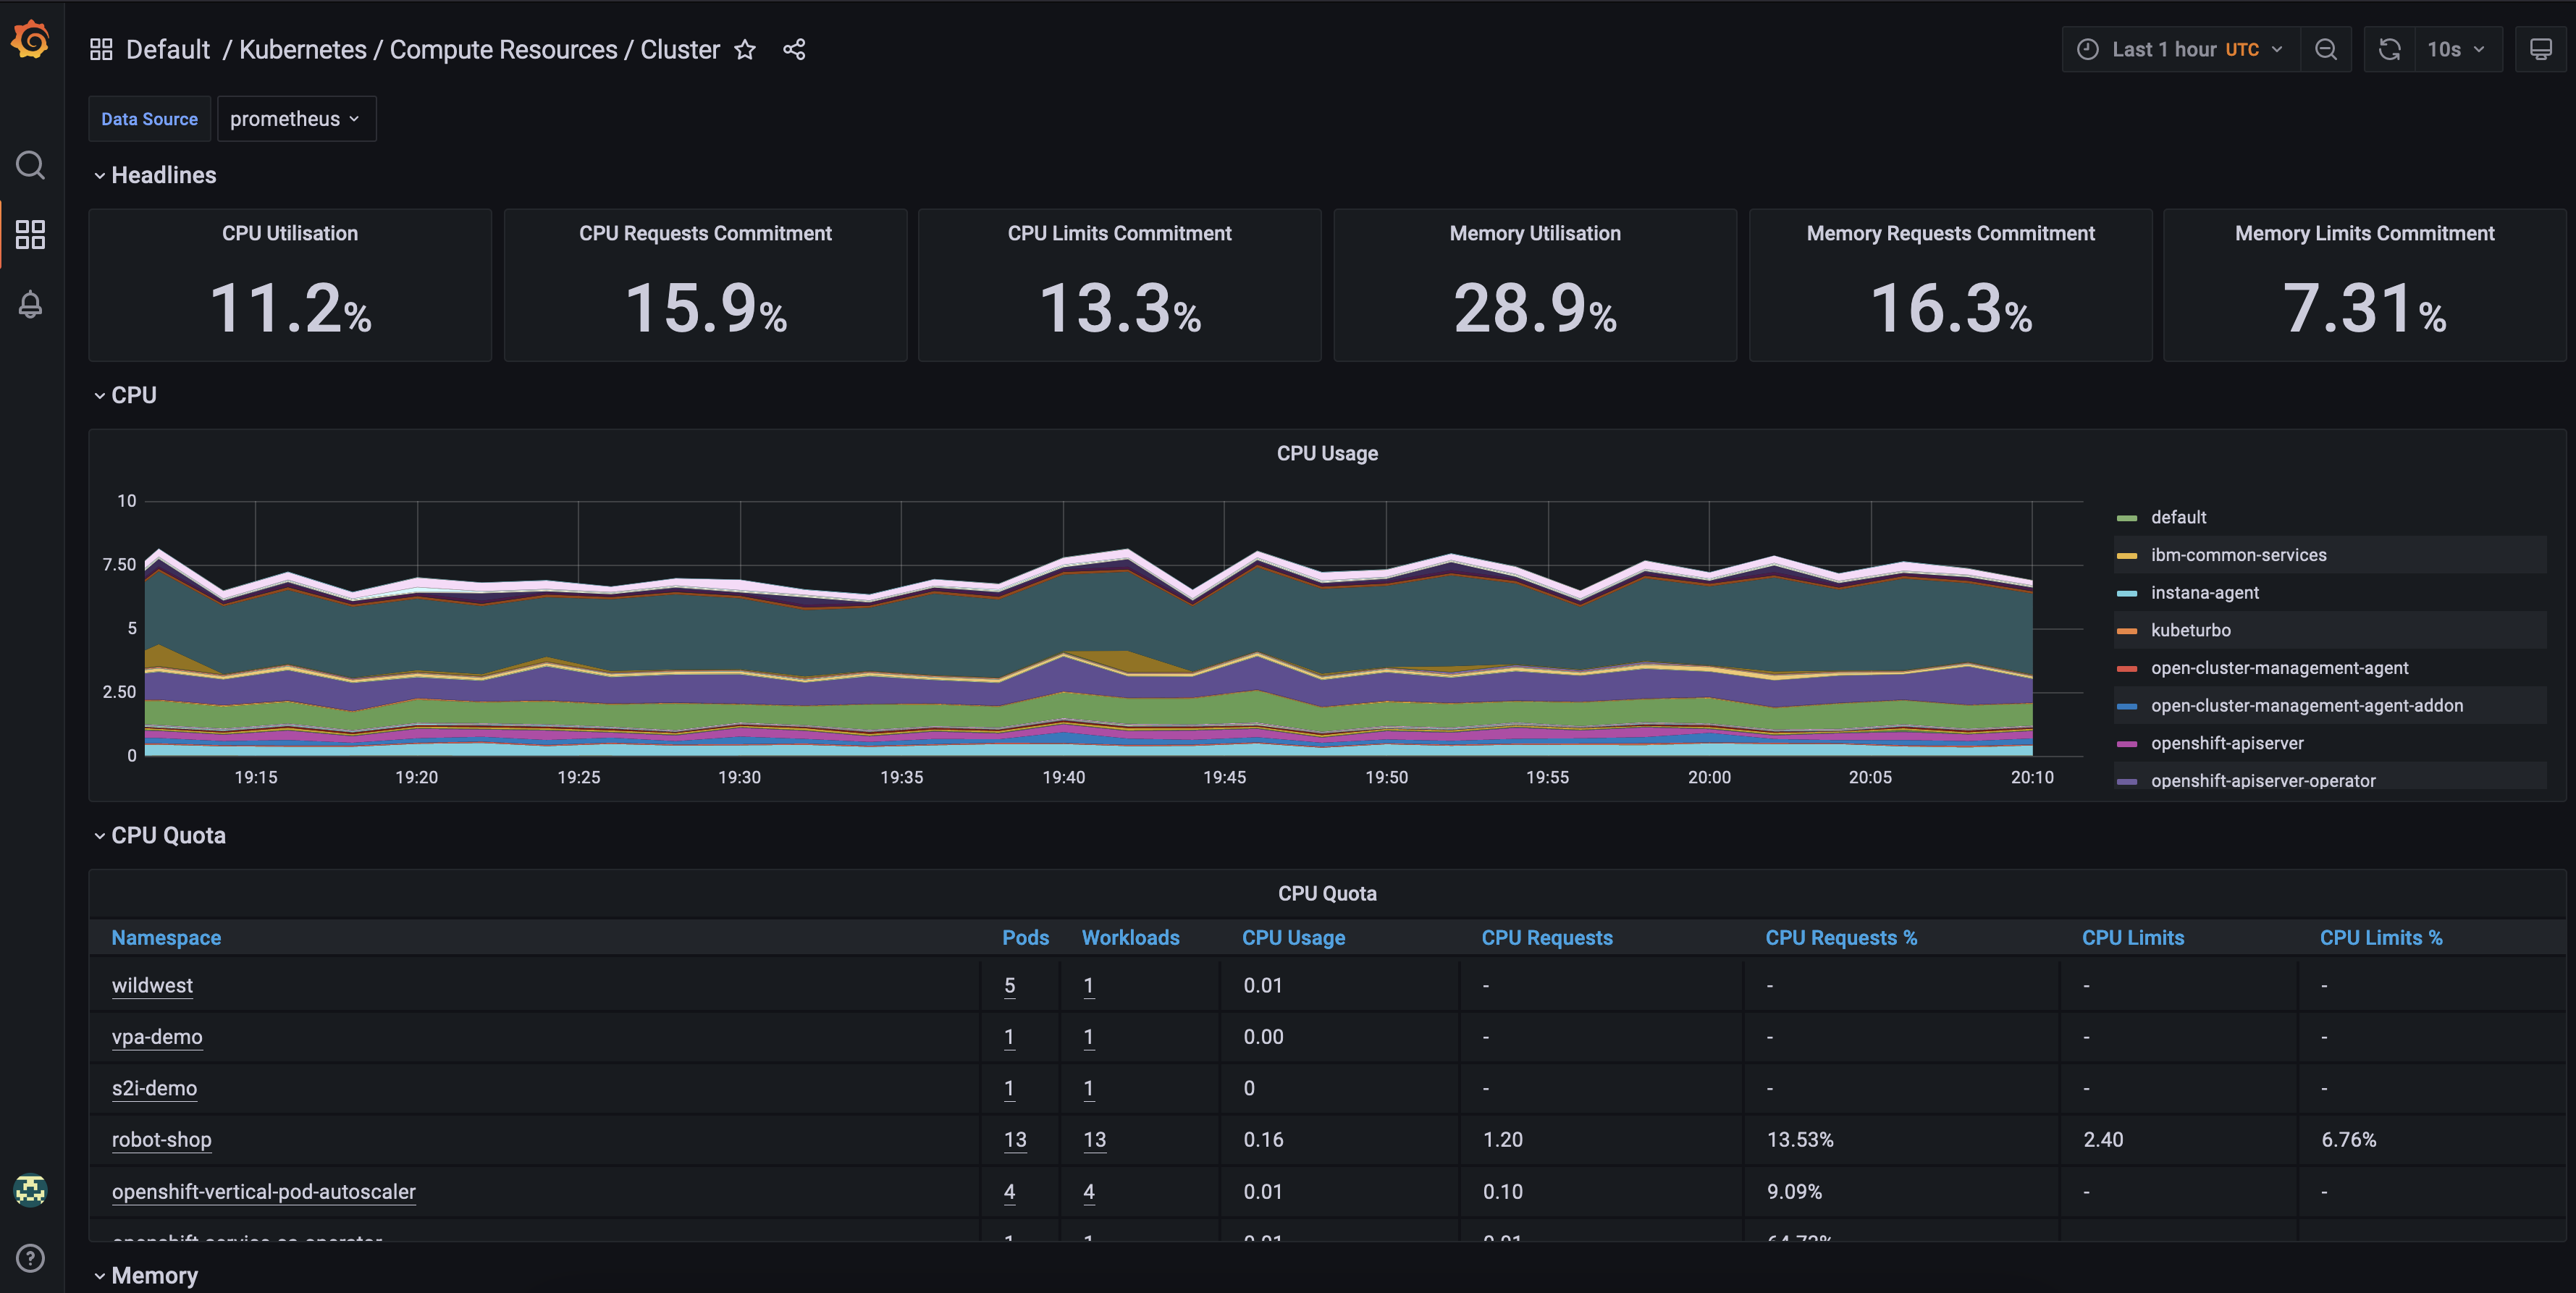 Default / Kubernetes / Compute Resources / Cluster
Last 1 hour UTC
10s
Data Source prometheus
Headlines
CPU Utilisation
11.2%
CPU Requests Commitment
15.9%
CPU Limits Commitment
13.3%
Memory Utilisation
28.9%
Memory Requests Commitment
16.3%
Memory Limits Commitment
7.31%
CPU
CPU Usage
10
7.50
5
2.50
0
19:15 19:20 19:25 19:30 19:35 19:40 19:45 19:50 19:55 20:00 20:05 20:10
default
ibm-common-services
instana-agent
kubeturbo
open-cluster-management-agent
open-cluster-management-agent-addon
openshift-apiserver
openshift-apiserver-operator
CPU Quota
CPU Quota
Namespace Pods Workloads CPU Usage CPU Requests CPU Requests % CPU Limits CPU Limits %
wildwest 5 1 0.01 - - - -
vpa-demo 1 1 0.00 - - - -
s2i-demo 1 1 0 - - - -
robot-shop 13 13 0.16 1.20 13.53% 2.40 6.76%
openshift-vertical-pod-autoscaler 4 4 0.01 0.10 9.09% - -
Memory